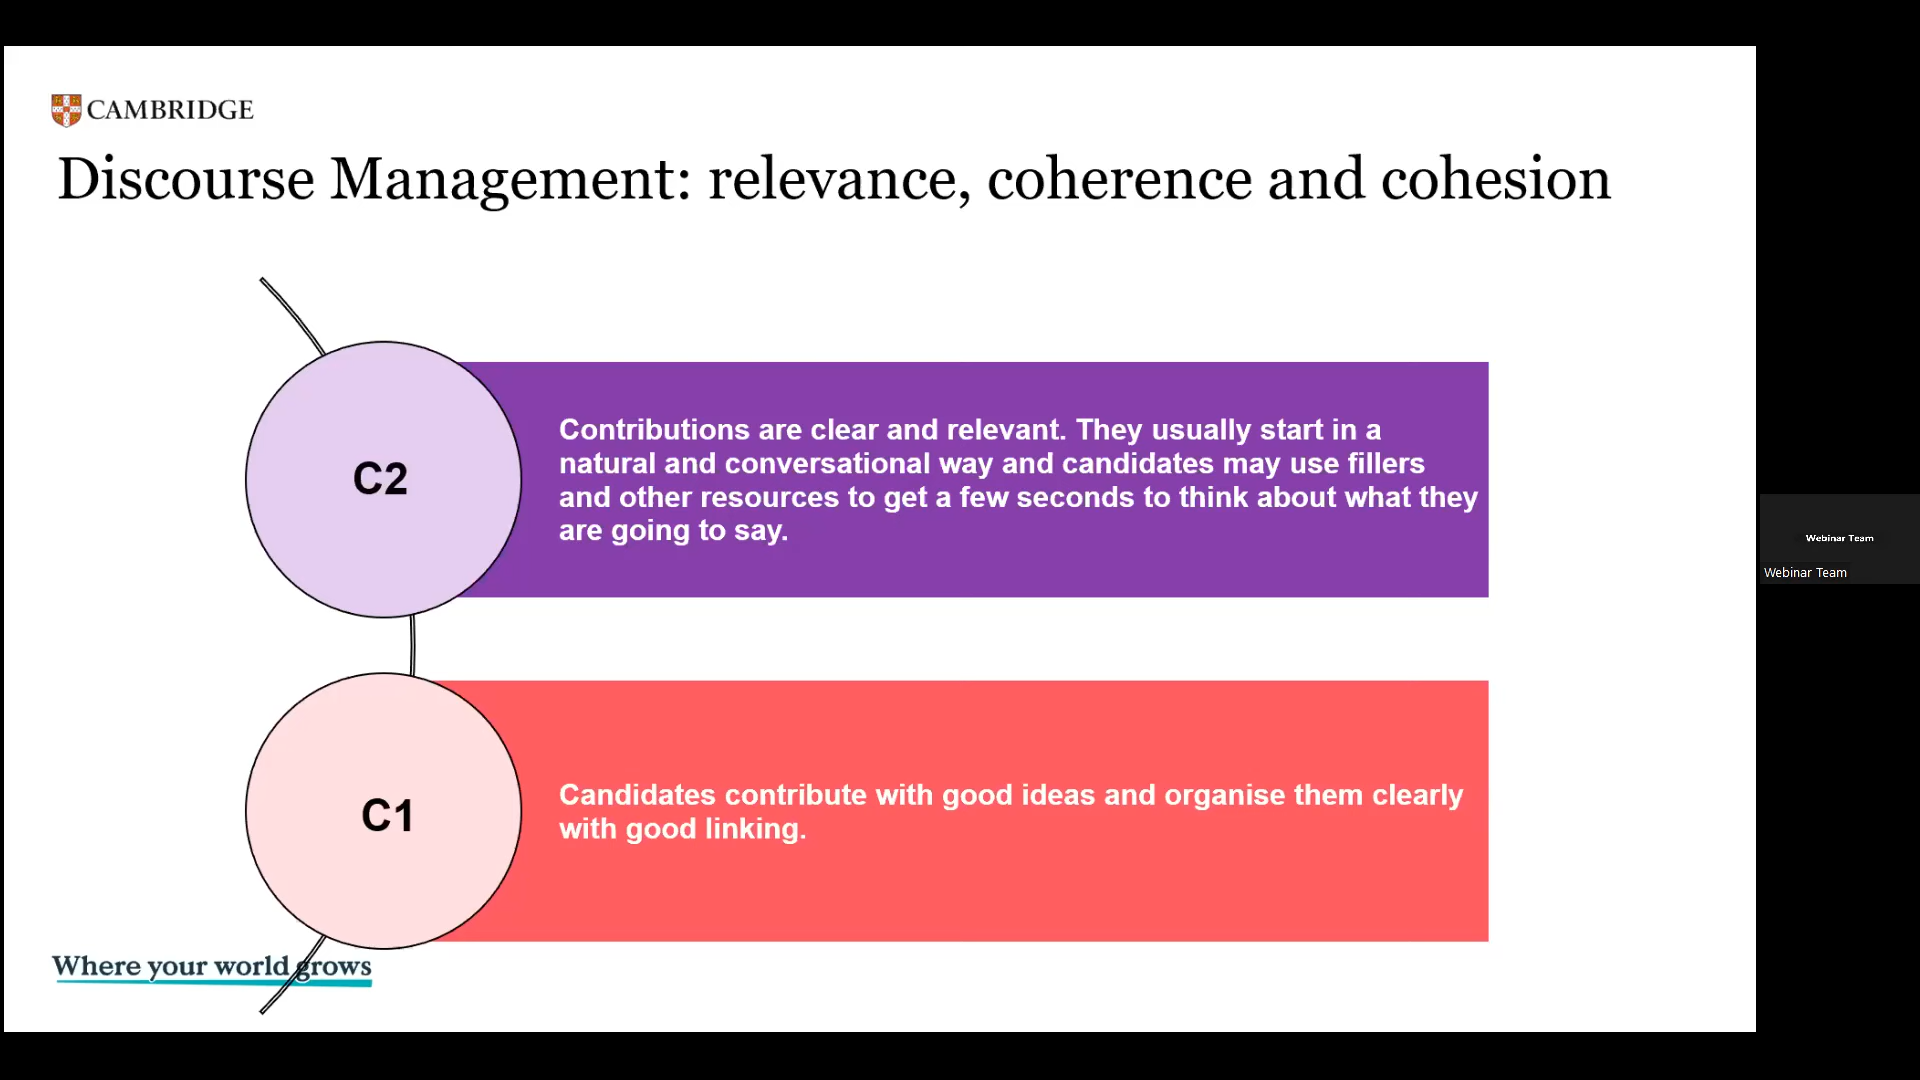 CAMBRIDGE
Discourse Management: relevance, coherence and cohesion
C2
Contributions are clear and relevant. They usually start in a
natural and conversational way and candidates may use fillers
and other resources to get a few seconds to think about what they
are going to say.
C1
Candidates contribute with good ideas and organise them clearly
with good linking.
Where your world grows
Webinar Team
Webinar Team